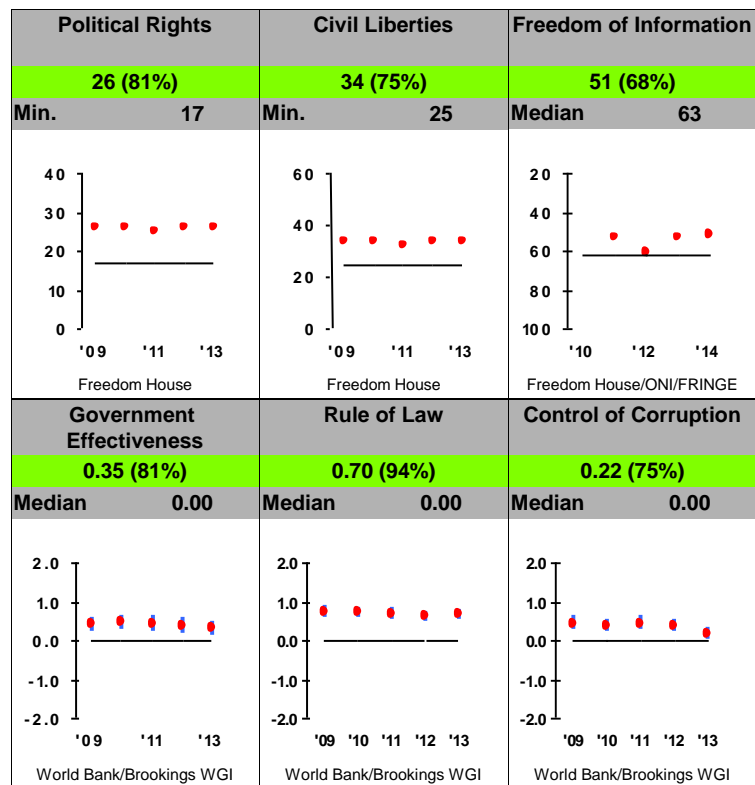 Political Rights
26 (81%)
Min. 17
40
30
20
10
0
'09 '11 '13
Freedom House
Civil Liberties
34 (75%)
Min. 25
60
40
20
0
'09 '11 '13
Freedom House
Freedom of Information
51 (68%)
Median 63
20
40
60
80
100
'10 '12 '14
Freedom House/ONI/FRINGE
Government
Effectiveness
0.35 (81%)
Median 0.00
2.0
1.0
0.0
-1.0
-2.0
'09 '11 '13
World Bank/Brookings WGI
Rule of Law
0.70 (94%)
Median 0.00
2.0
1.0
0.0
-1.0
-2.0
'09 '10 '11 '12 '13
World Bank/Brookings WGI
Control of Corruption
0.22 (75%)
Median 0.00
2.0
1.0
0.0
-1.0
-2.0
'09 '10 '11 '12 '13
World Bank/Brookings WGI